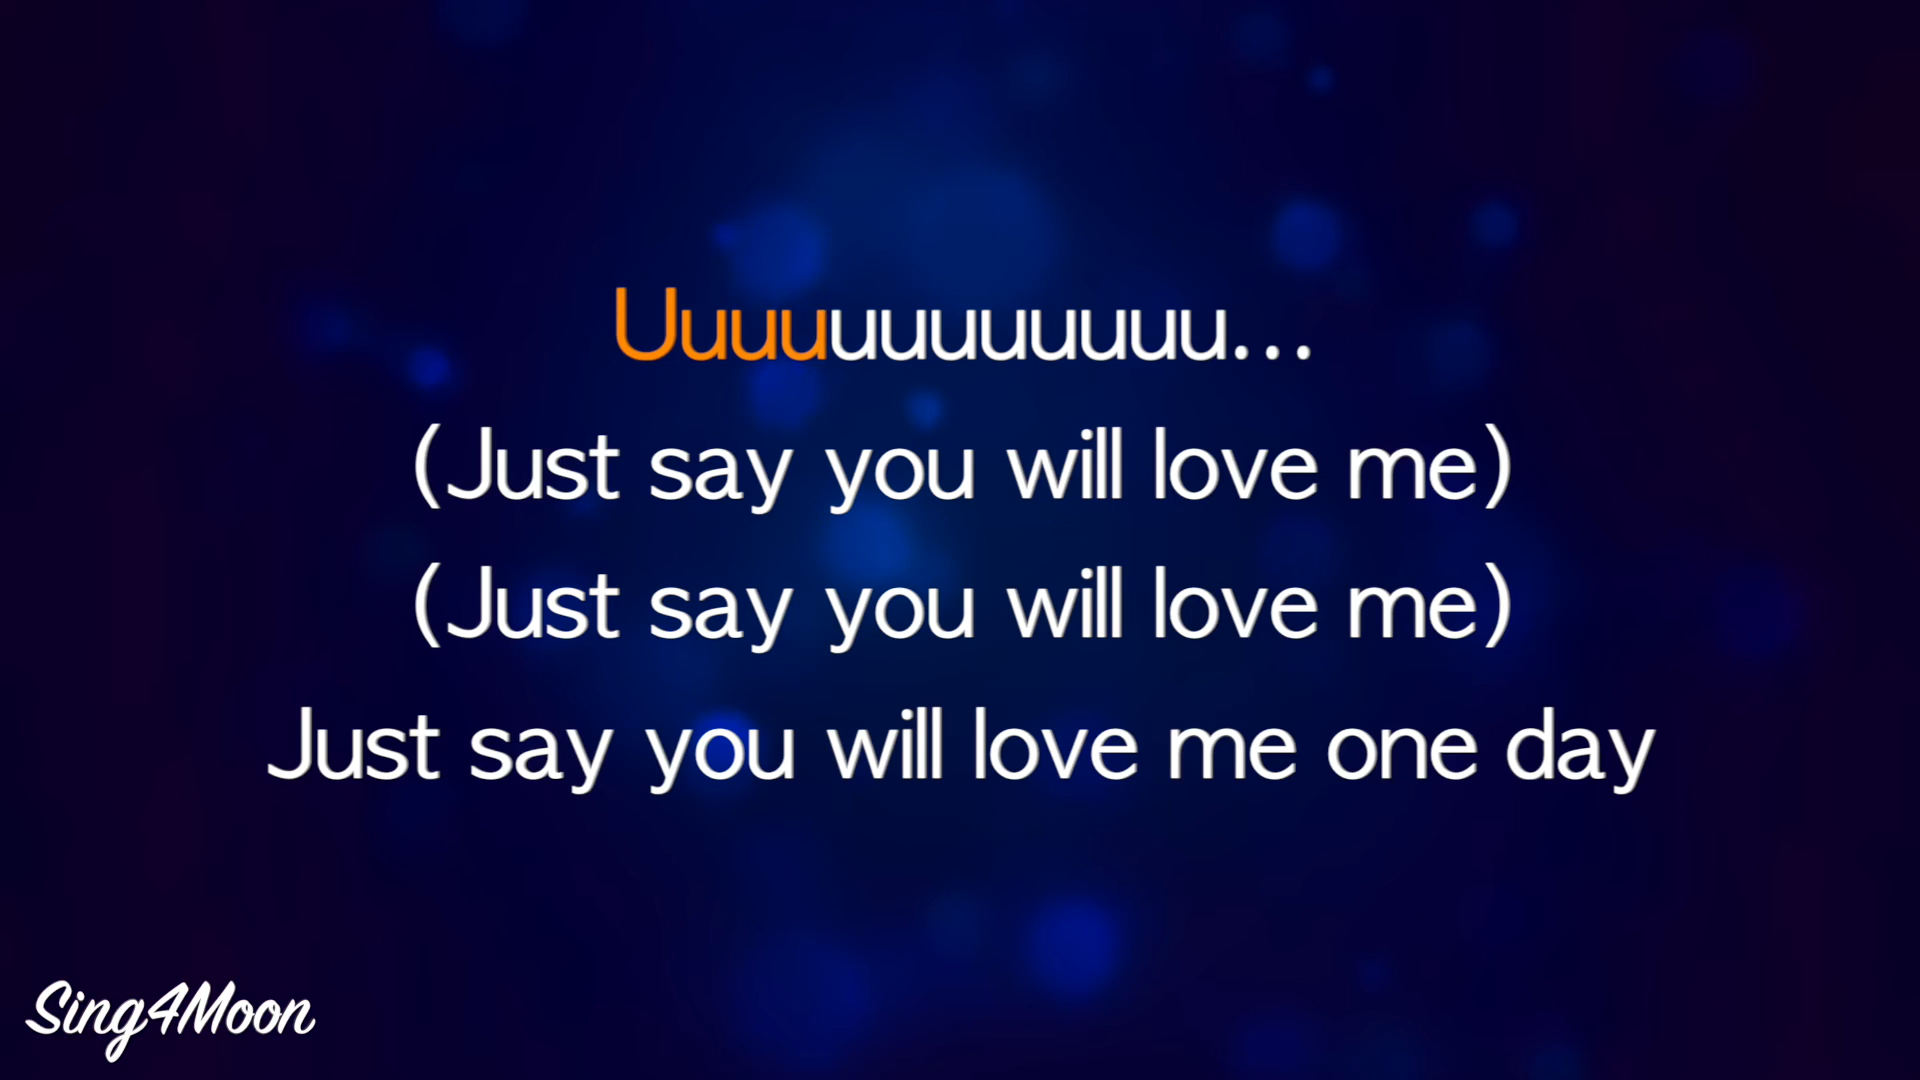 Uuuuuuuuuuuu...
(Just say you will love me)
(Just say you will love me)
Just say you will love me one day
Sing4Moon